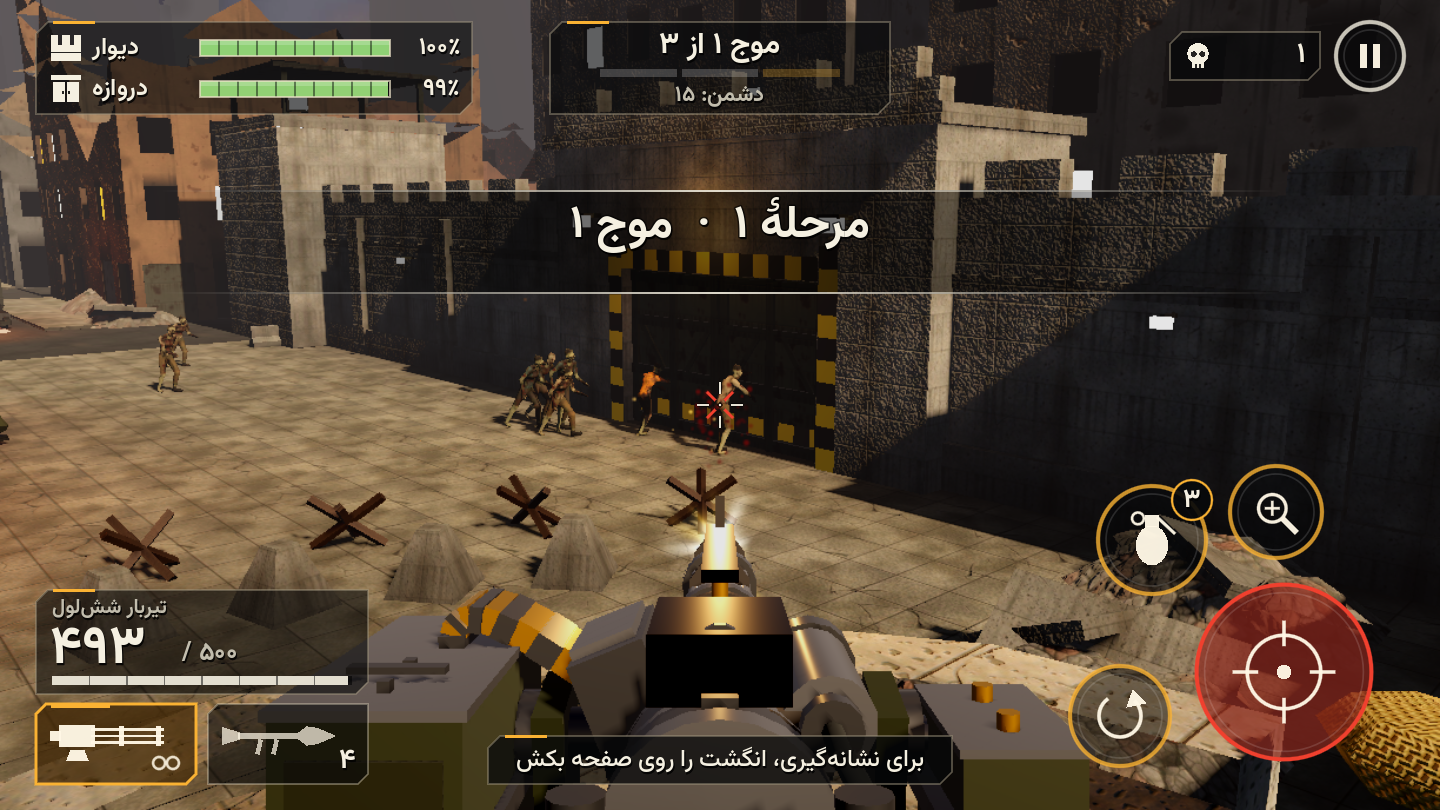 دیوار ۱۰۰٪
دروازه ۹۹٪
موج ۱ از ۳
دشمن: ۱۵
۱
مرحلهٔ ۱ · موج ۱
۳
تیربار شش‌لول
۴۹۳ / ۵۰۰
∞
۴
برای نشانه‌گیری، انگشت را روی صفحه بکش